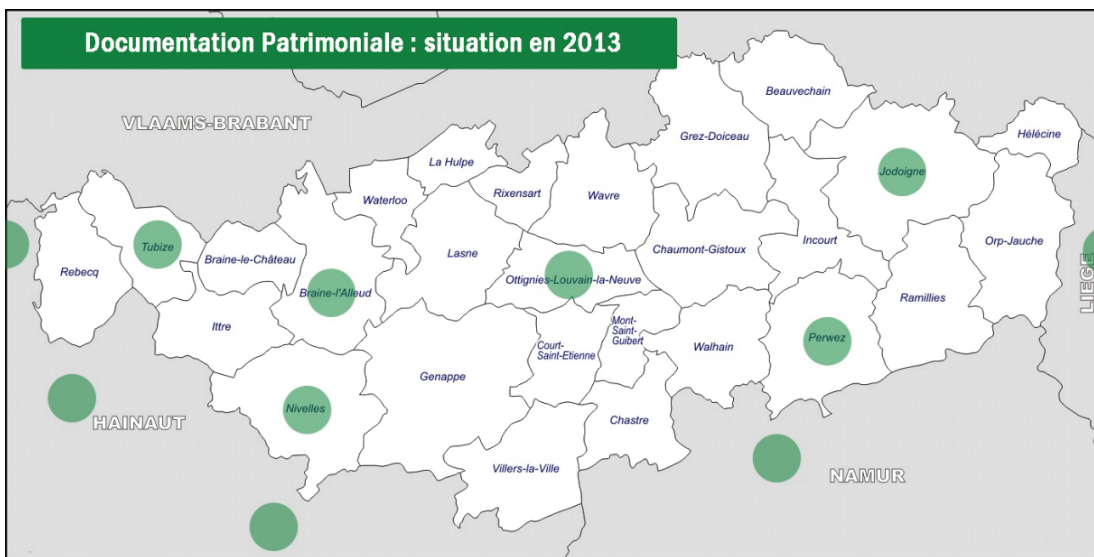 Documentation Patrimoniale : situation en 2013
Beauvechain
VLAAMS-BRABANT
Grez-Doiceau
Hélécine
La Hulpe
Jodoigne
Waterloo
Rixensart
Wavre
Tubize
Incourt
Orp-Jauche
Rebecq
Braine-le-Château
Lasne
Chaumont-Gistoux
Ottignies-Louvain-la-Neuve
LIEGE
Braine-l'Alleud
Ramillies
Ittre
Mont-
Saint-
Guibert
Perwez
Court-
Saint-Etienne
Walhain
Genappe
Nivelles
HAINAUT
Chastre
Villers-la-Ville
NAMUR